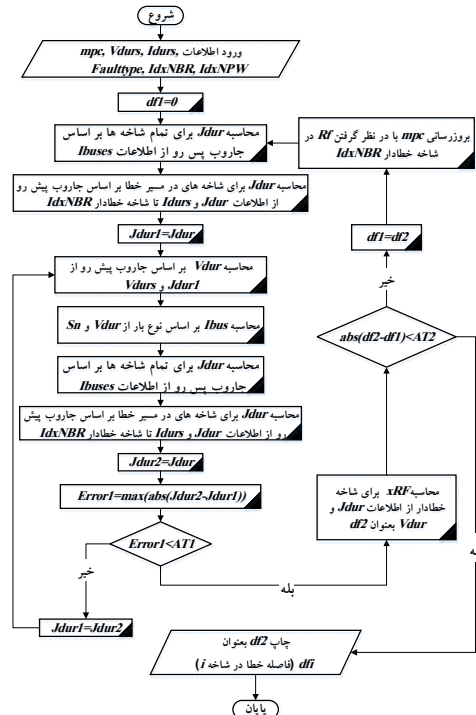 شروع
ورود اطلاعات mpc, Vdurs, Idurs,
Faulttype, IdxNBR, IdxNPW
df1=0
محاسبه Jdur برای تمام شاخه ها بر اساس
جاروب پس رو از اطلاعات Ibuses
محاسبه Jdur برای شاخه های در مسیر خطا بر اساس جاروب پیش رو
از اطلاعات Jdur و Idurs تا شاخه خطادار IdxNBR
Jdur1=Jdur
محاسبه Vdur بر اساس جاروب پیش رو از
Jdur1 و Vdurs
محاسبه Ibus بر اساس نوع بار از Vdur و Sn
محاسبه Jdur برای تمام شاخه ها بر اساس
جاروب پس رو از اطلاعات Ibuses
محاسبه Jdur برای شاخه های در مسیر خطا بر اساس جاروب پیش
رو از اطلاعات Jdur و Idurs تا شاخه خطادار IdxNBR
Jdur2=Jdur
Error1=max(abs(Jdur2-Jdur1))
Error1<AT1
خیر
Jdur1=Jdur2
بله
محاسبه xRF برای شاخه
خطادار از اطلاعات Jdur و
Vdur بعنوان df2
abs(df2-df1)<AT2
خیر
df1=df2
بروزرسانی mpc با در نظر گرفتن Rf در
شاخه خطادار IdxNBR
چاپ df2 بعنوان
dfi (فاصله خطا در شاخه i)
پایان